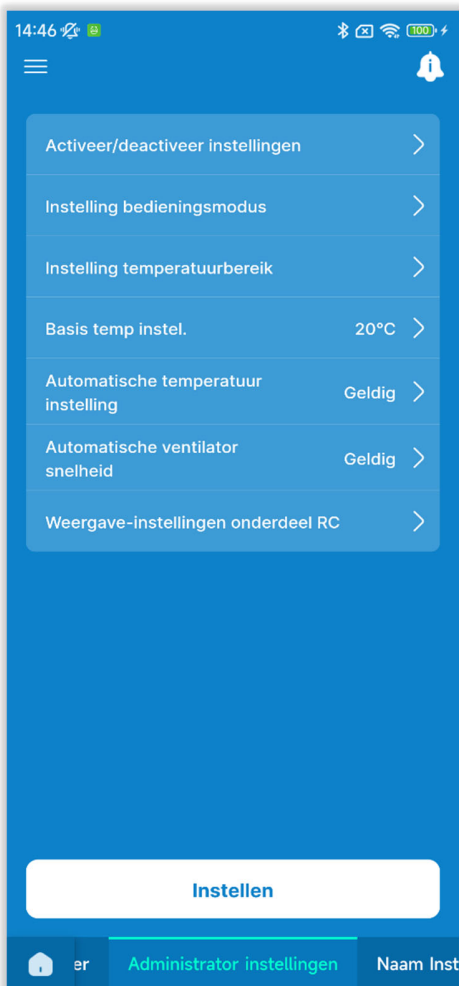 14:46
100
Activeer/deactiveer instellingen
Instelling bedieningsmodus
Instelling temperatuurbereik
Basis temp instel.
20°C
Automatische temperatuur
instelling
Geldig
Automatische ventilator
snelheid
Geldig
Weergave-instellingen onderdeel RC
Instellen
er
Administrator instellingen
Naam Inst